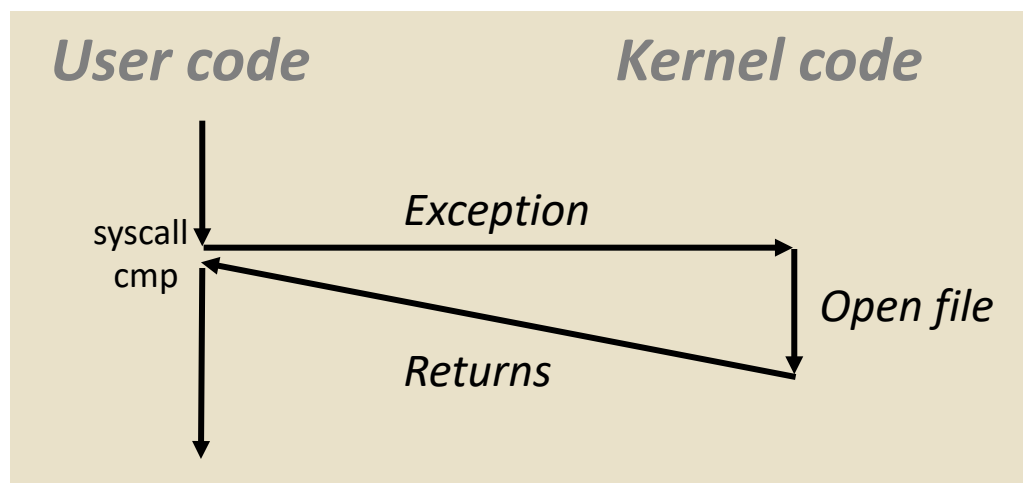 User code
Kernel code
Exception
syscall
cmp
Open file
Returns